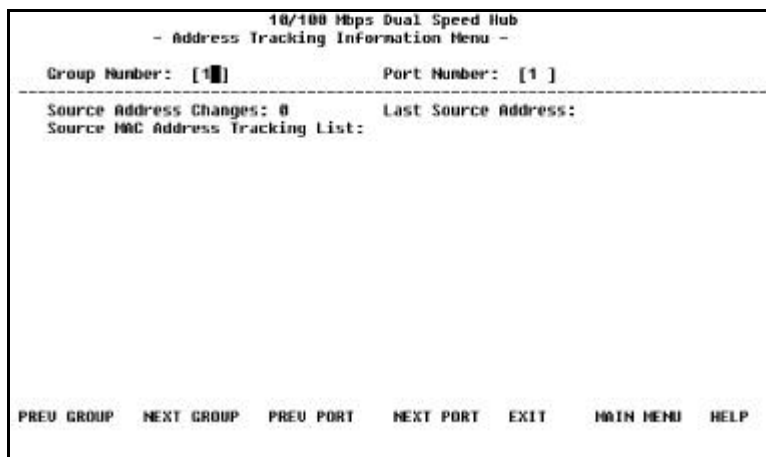 10/100 Mbps Dual Speed Hub
- Address Tracking Information Menu -
Group Number: [1 ] Port Number: [1 ]
Source Address Changes: 0 Last Source Address:
Source MAC Address Tracking List:
PREV GROUP NEXT GROUP PREV PORT NEXT PORT EXIT MAIN MENU HELP